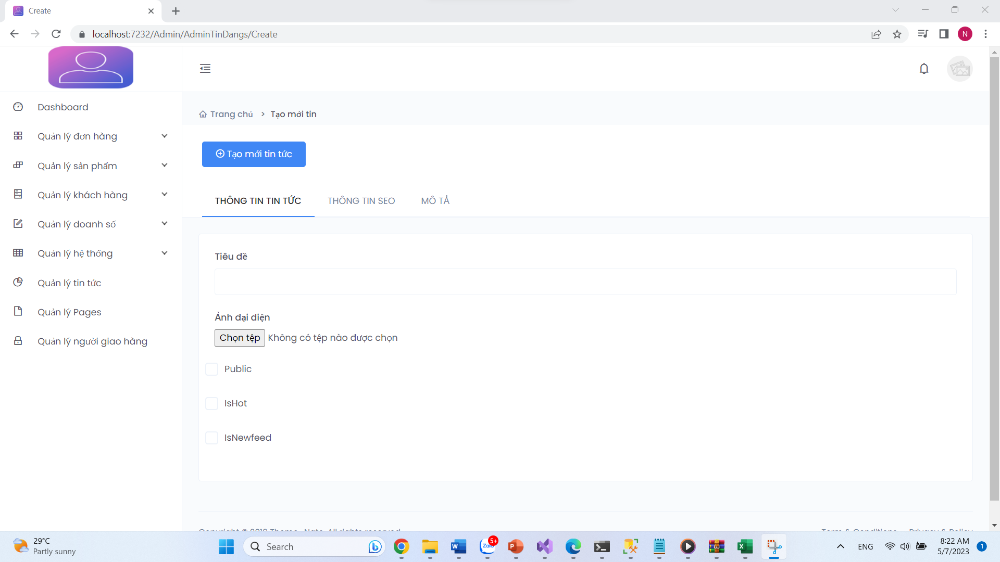 Create
localhost:7232/Admin/AdminTinDangs/Create
N
Dashboard
Quản lý đơn hàng
Quản lý sản phẩm
Quản lý khách hàng
Quản lý doanh số
Quản lý hệ thống
Quản lý tin tức
Quản lý Pages
Quản lý người giao hàng
Trang chủ > Tạo mới tin
Tạo mới tin tức
THÔNG TIN TIN TỨC THÔNG TIN SEO MÔ TẢ
Tiêu đề
Ảnh đại diện
Chọn tệp Không có tệp nào được chọn
Public
IsHot
IsNewfeed
29°C
Partly sunny
Search
Zalo
5+
ENG
8:22 AM
5/7/2023
1